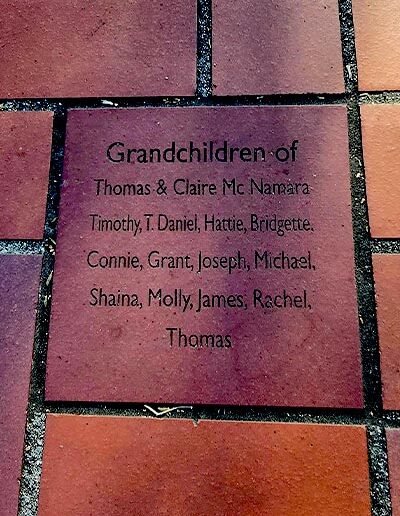 Grandchildren of
Thomas & Claire Mc Namara
Timothy, T. Daniel, Hattie, Bridgette,
Connie, Grant, Joseph, Michael,
Shaina, Molly, James, Rachel,
Thomas